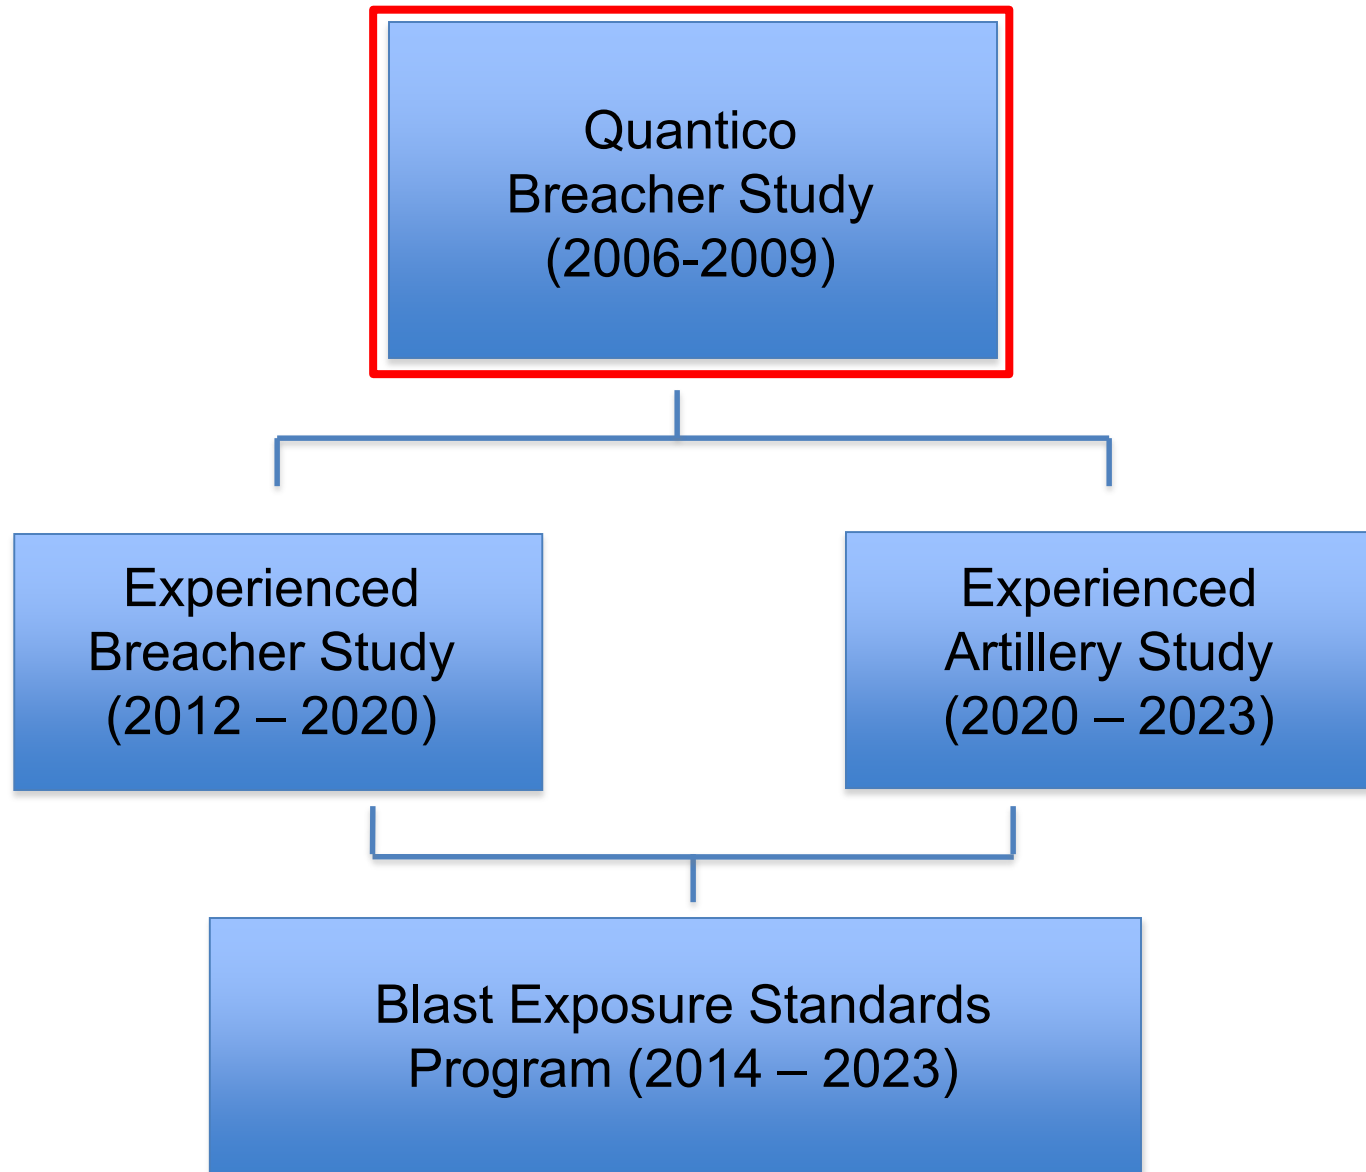 Quantico
Breacher Study
(2006-2009)
Experienced
Breacher Study
(2012 – 2020)
Experienced
Artillery Study
(2020 – 2023)
Blast Exposure Standards
Program (2014 – 2023)